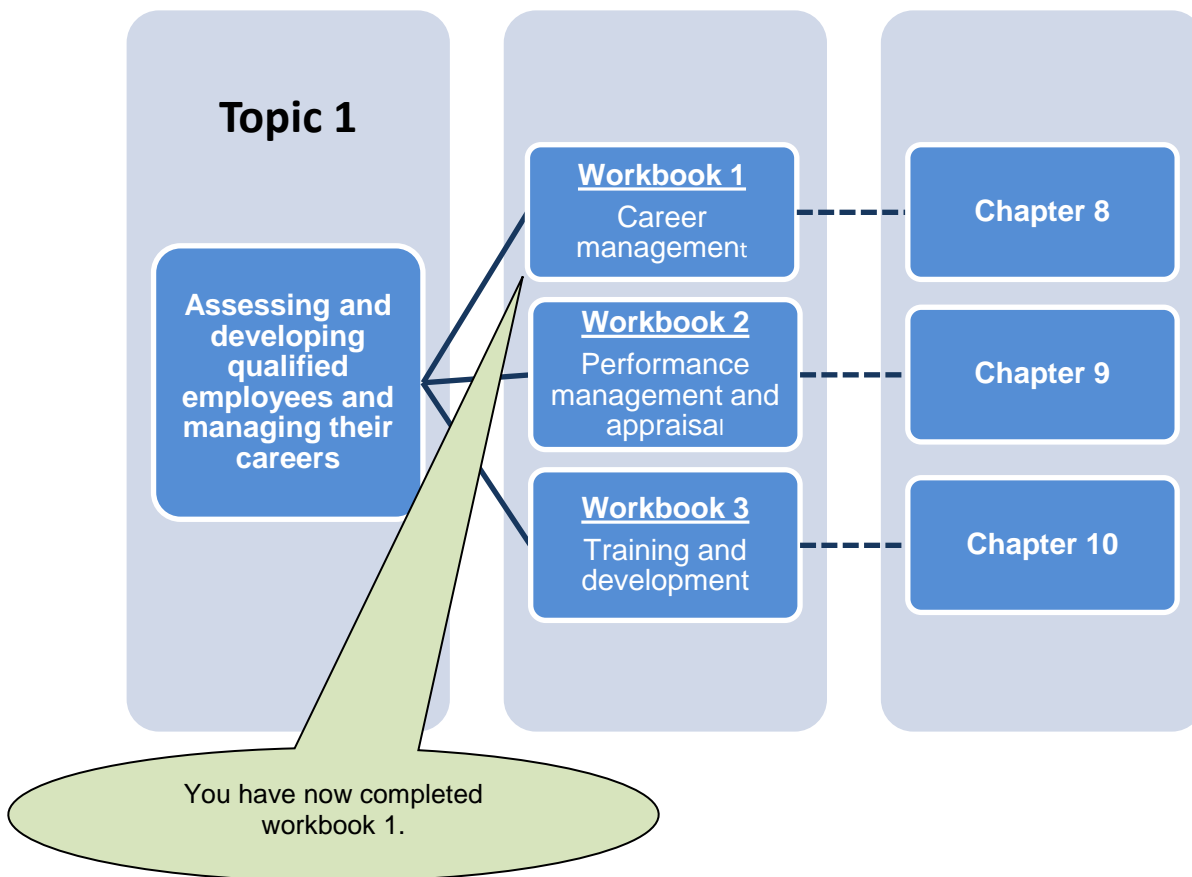 Topic 1
Assessing and
developing
qualified
employees and
managing their
careers
Workbook 1
Career
management
Chapter 8
Workbook 2
Performance
management and
appraisal
Chapter 9
Workbook 3
Training and
development
Chapter 10
You have now completed
workbook 1.